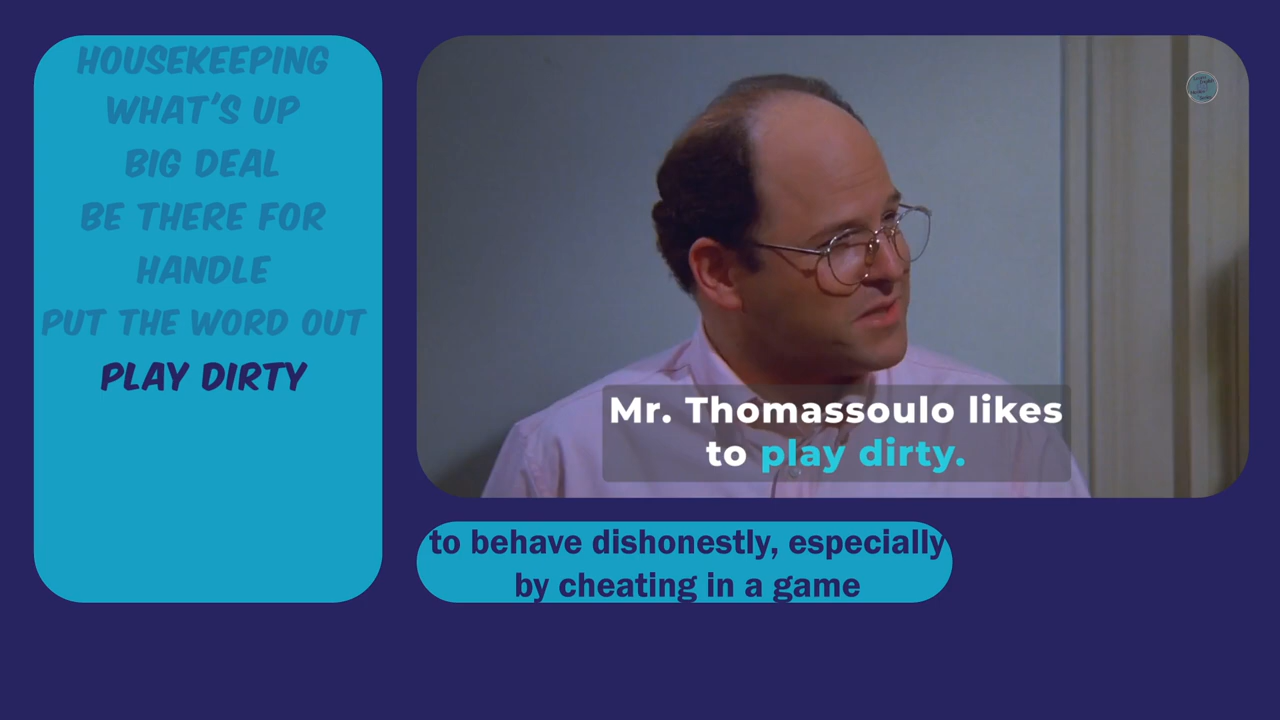 HOUSEKEEPING
WHAT'S UP
BIG DEAL
BE THERE FOR
HANDLE
PUT THE WORD OUT
PLAY DIRTY
Mr. Thomassoulo likes
to play dirty.
to behave dishonestly, especially
by cheating in a game